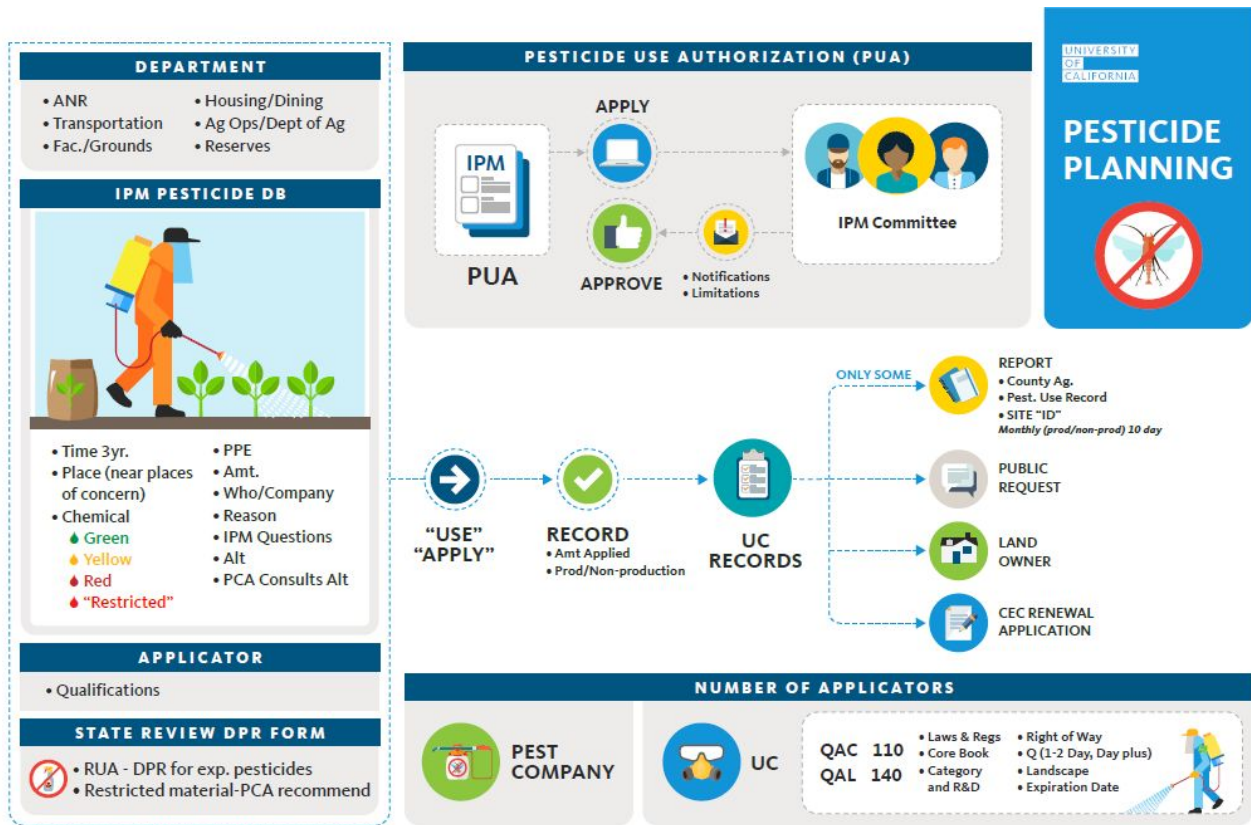 DEPARTMENT
• ANR
• Transportation
• Fac./Grounds
• Housing/Dining
• Ag Ops/Dept of Ag
• Reserves
IPM PESTICIDE DB
• Time 3yr.
• Place (near places
of concern)
• Chemical
Green
Yellow
Red
"Restricted"
• PPE
• Amt.
• Who/Company
• Reason
• IPM Questions
• Alt
• PCA Consults Alt
APPLICATOR
• Qualifications
STATE REVIEW DPR FORM
• RUA - DPR for exp. pesticides
• Restricted material-PCA recommend
PESTICIDE USE AUTHORIZATION (PUA)
IPM
PUA
APPLY
APPROVE
• Notifications
• Limitations
IPM Committee
UNIVERSITY
OF
CALIFORNIA
PESTICIDE
PLANNING
"USE"
"APPLY"
RECORD
• Amt Applied
• Prod/Non-production
UC
RECORDS
ONLY SOME
REPORT
• County Ag.
• Pest. Use Record
• SITE "ID"
Monthly (prod/non-prod) 10 day
PUBLIC
REQUEST
LAND
OWNER
CEC RENEWAL
APPLICATION
NUMBER OF APPLICATORS
PEST
COMPANY
UC
QAC 110
QAL 140
• Laws & Regs
• Core Book
• Category
and R&D
• Right of Way
• Q (1-2 Day, Day plus)
• Landscape
• Expiration Date